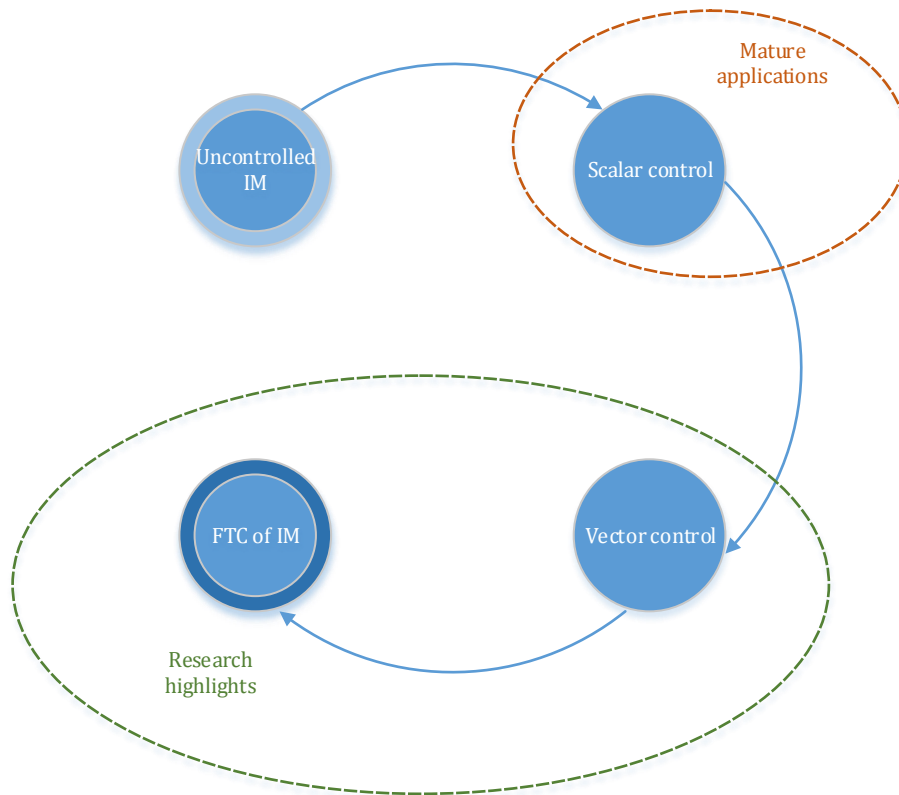 Mature
applications
Uncontrolled
IM
Scalar control
FTC of IM
Vector control
Research
highlights